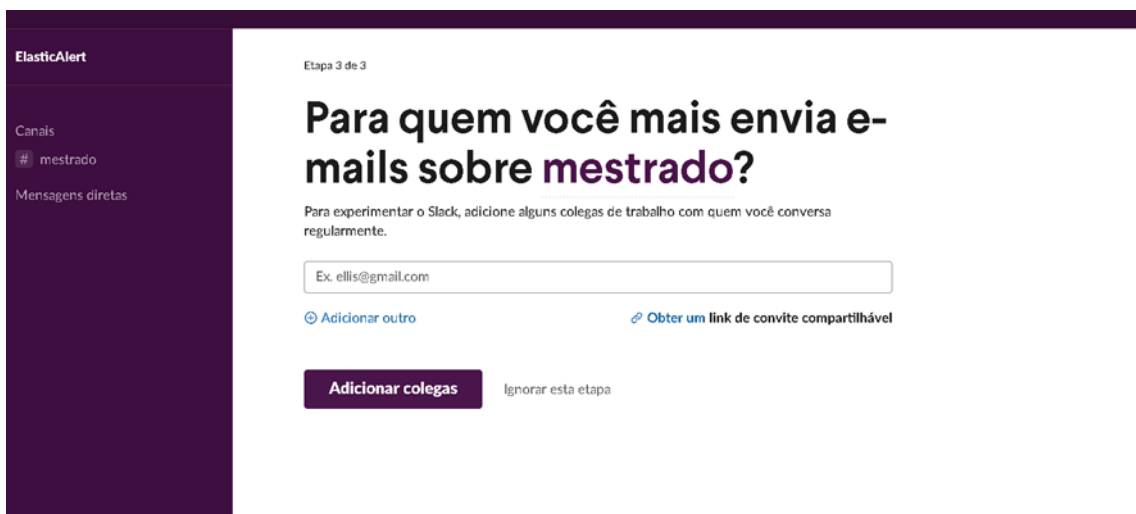 ElasticAlert
Canais
# mestrado
Mensagens diretas
Etapa 3 de 3
Para quem você mais envia e-
mails sobre mestrado?
Para experimentar o Slack, adicione alguns colegas de trabalho com quem você conversa
regularmente.
Ex. ellis@gmail.com
Adicionar outro
Obter um link de convite compartilhável
Adicionar colegas
Ignorar esta etapa